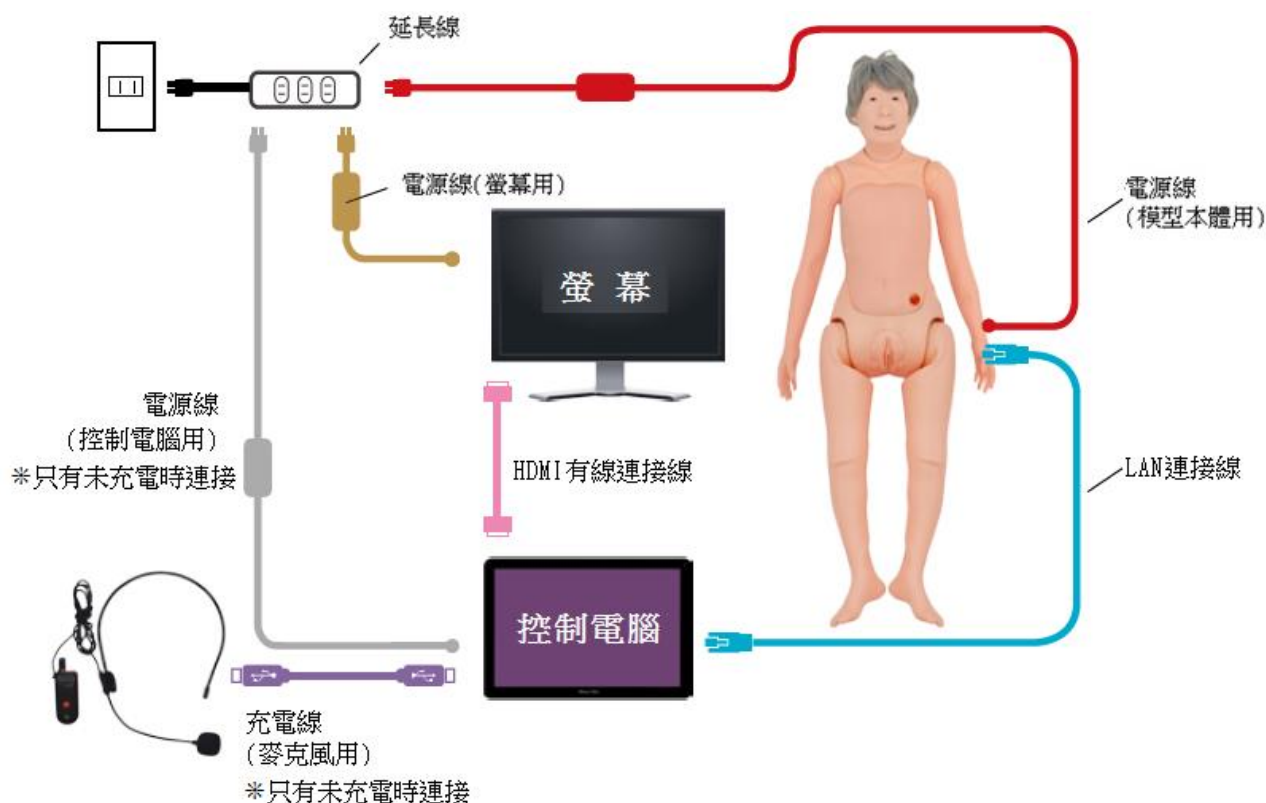 延長線
電源線(螢幕用)
電源線
(模型本體用)
螢 幕
電源線
(控制電腦用)
＊只有未充電時連接
HDMI有線連接線
LAN連接線
控制電腦
充電線
(麥克風用)
＊只有未充電時連接